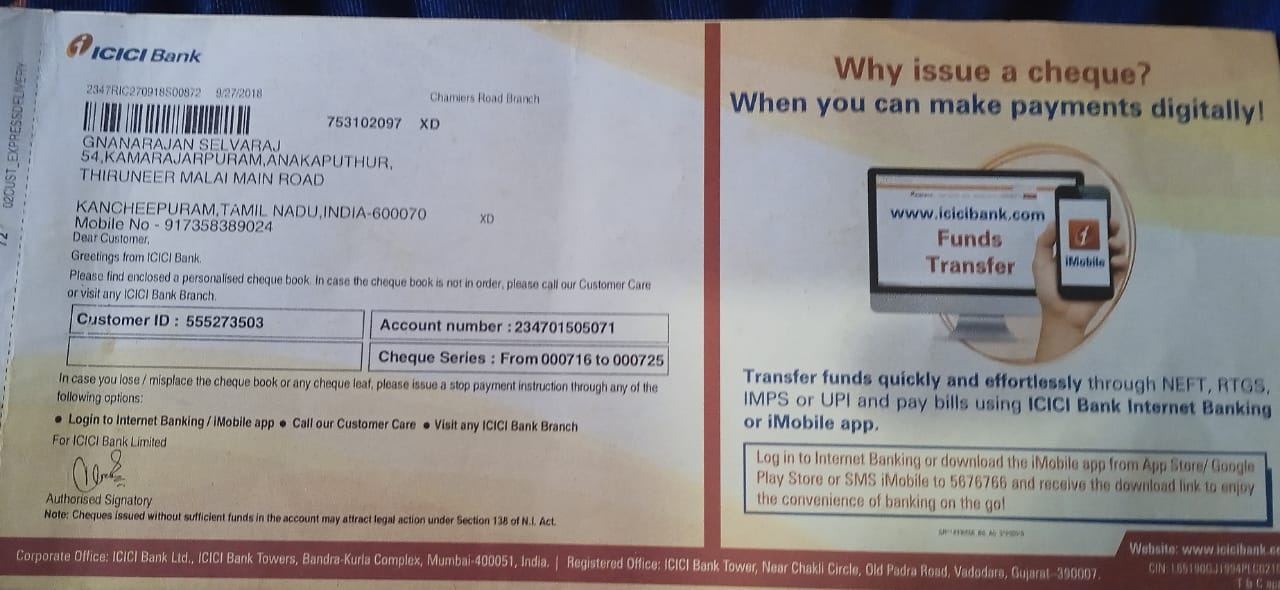 02CUST_EXPRESSDELIVERY
ICICI Bank
2347RIC270918S00872 9/27/2018
Chamiers Road Branch
753102097 XD
GNANARAJAN SELVARAJ
54,KAMARAJARPURAM,ANAKAPUTHUR,
THIRUNEER MALAI MAIN ROAD
KANCHEEPURAM,TAMIL NADU,INDIA-600070 XD
Mobile No - 917358389024
Dear Customer,
Greetings from ICICI Bank.
Please find enclosed a personalised cheque book. In case the cheque book is not in order, please call our Customer Care
or visit any ICICI Bank Branch.
Customer ID : 555273503
Account number : 234701505071
Cheque Series : From 000716 to 000725
In case you lose / misplace the cheque book or any cheque leaf, please issue a stop payment instruction through any of the
following options:
● Login to Internet Banking / iMobile app ● Call our Customer Care ● Visit any ICICI Bank Branch
For ICICI Bank Limited
Authorised Signatory
Note: Cheques issued without sufficient funds in the account may attract legal action under Section 138 of N.I. Act.
Why issue a cheque?
When you can make payments digitally!
www.icicibank.com
Funds
Transfer
iMobile
Transfer funds quickly and effortlessly through NEFT, RTGS,
IMPS or UPI and pay bills using ICICI Bank Internet Banking
or iMobile app.
Log in to Internet Banking or download the iMobile app from App Store/ Google
Play Store or SMS iMobile to 5676766 and receive the download link to enjoy
the convenience of banking on the go!
Corporate Office: ICICI Bank Ltd., ICICI Bank Towers, Bandra-Kurla Complex, Mumbai-400051, India. | Registered Office: ICICI Bank Tower, Near Chakli Circle, Old Padra Road, Vadodara, Gujarat-390007.
Website: www.icicibank.co
CIN:
T & C